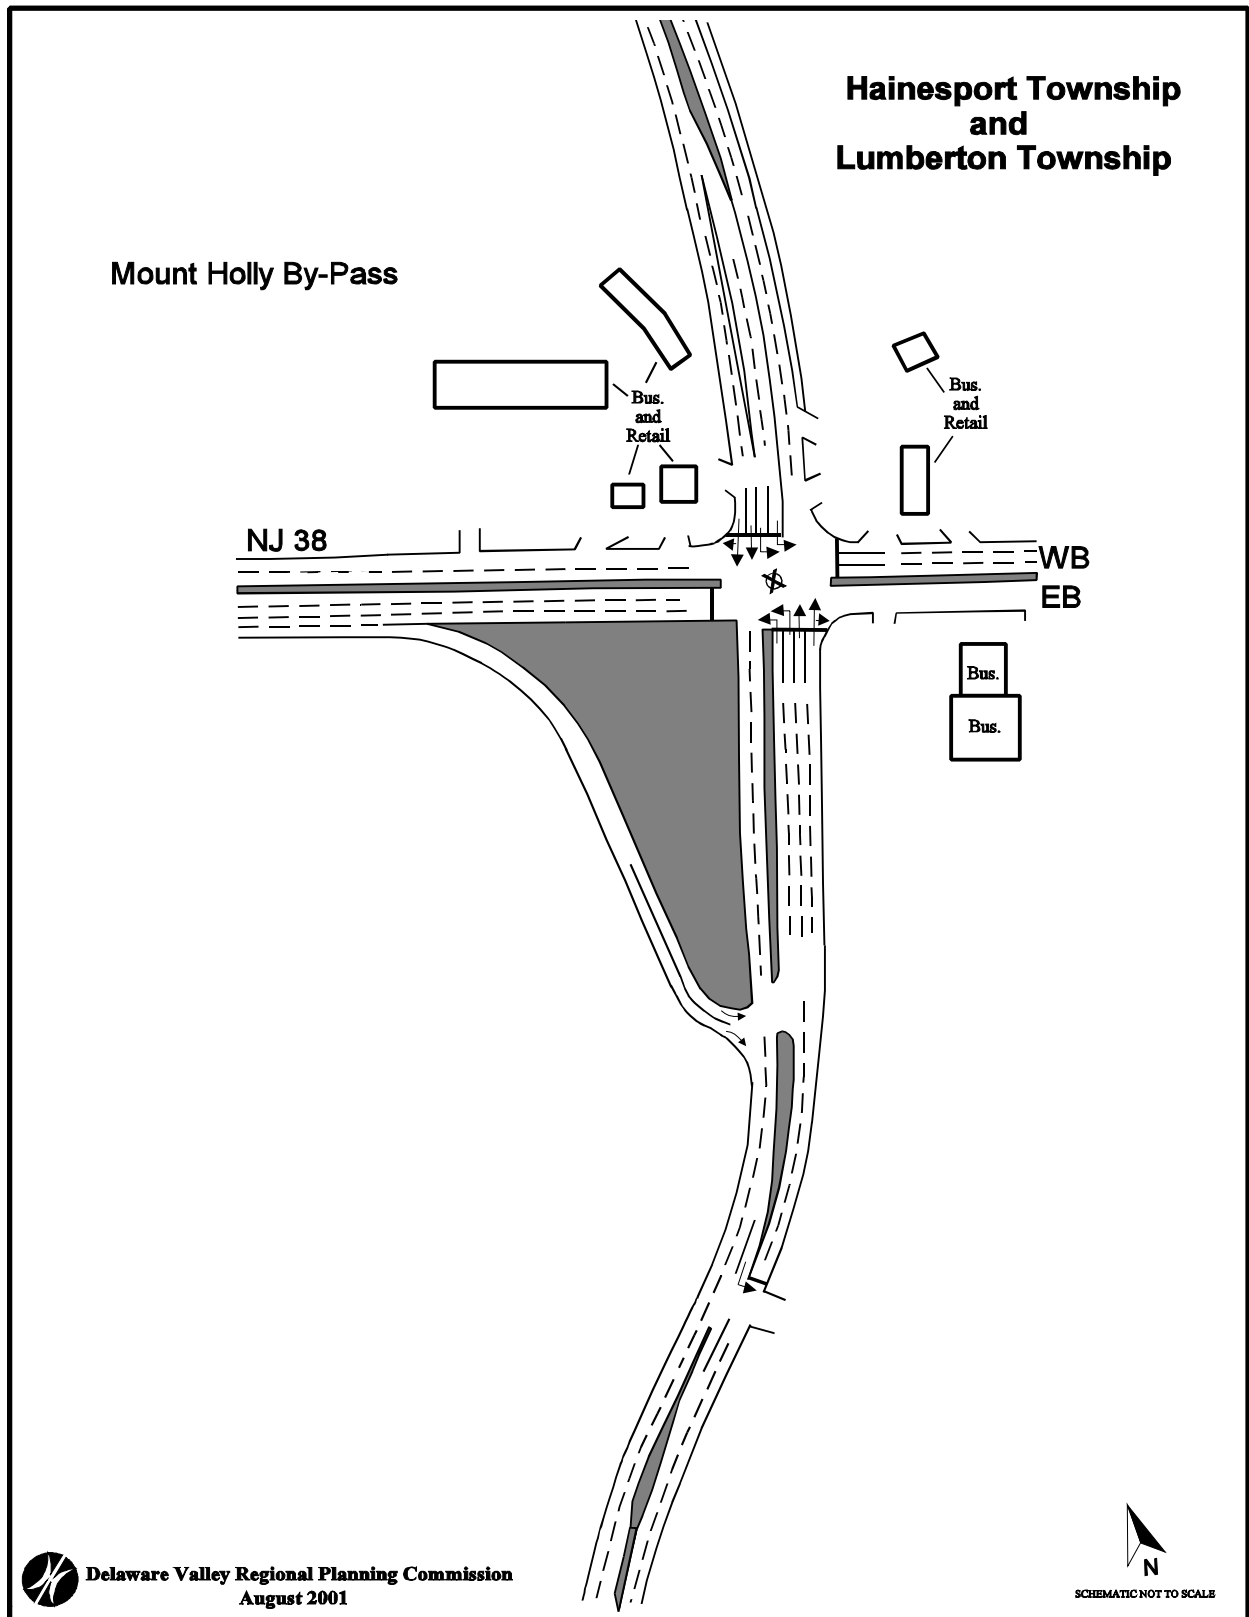 Hainesport Township
and
Lumberton Township
Mount Holly By-Pass
Bus.
and
Retail
Bus.
and
Retail
NJ 38
WB
EB
Bus.
Bus.
N
SCHEMATIC NOT TO SCALE
Delaware Valley Regional Planning Commission
August 2001